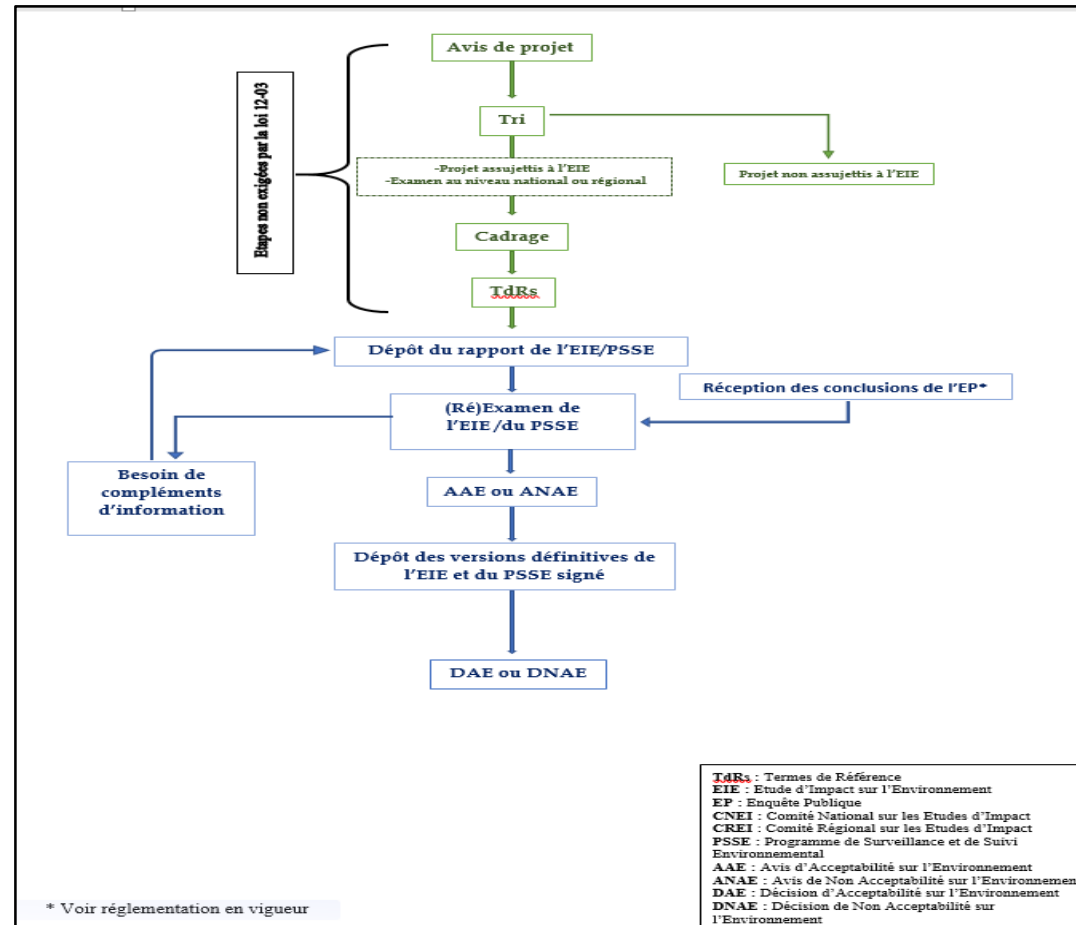 Avis de projet
Etapes non exigées par la loi 12-03
Tri
-Projet assujettis à l'EIE
-Examen au niveau national ou régional
Projet non assujettis à l'EIE
Cadrage
TdRs
Dépôt du rapport de l'EIE/PSSE
Réception des conclusions de l'EP*
(Ré)Examen de
l'EIE /du PSSE
Besoin de
compléments
d'information
AAE ou ANAE
Dépôt des versions définitives de
l'EIE et du PSSE signé
DAE ou DNAE
TdRs : Termes de Référence
EIE : Etude d'Impact sur l'Environnement
EP : Enquête Publique
CNEI : Comité National sur les Etudes d'Impact
CREI : Comité Régional sur les Etudes d'Impact
PSSE : Programme de Surveillance et de Suivi
Environnemental
AAE : Avis d'Acceptabilité sur l'Environnement
ANAE : Avis de Non Acceptabilité sur l'Environnemen
DAE : Décision d'Acceptabilité sur l'Environnement
DNAE : Décision de Non Acceptabilité sur
l'Environnement
* Voir réglementation en vigueur